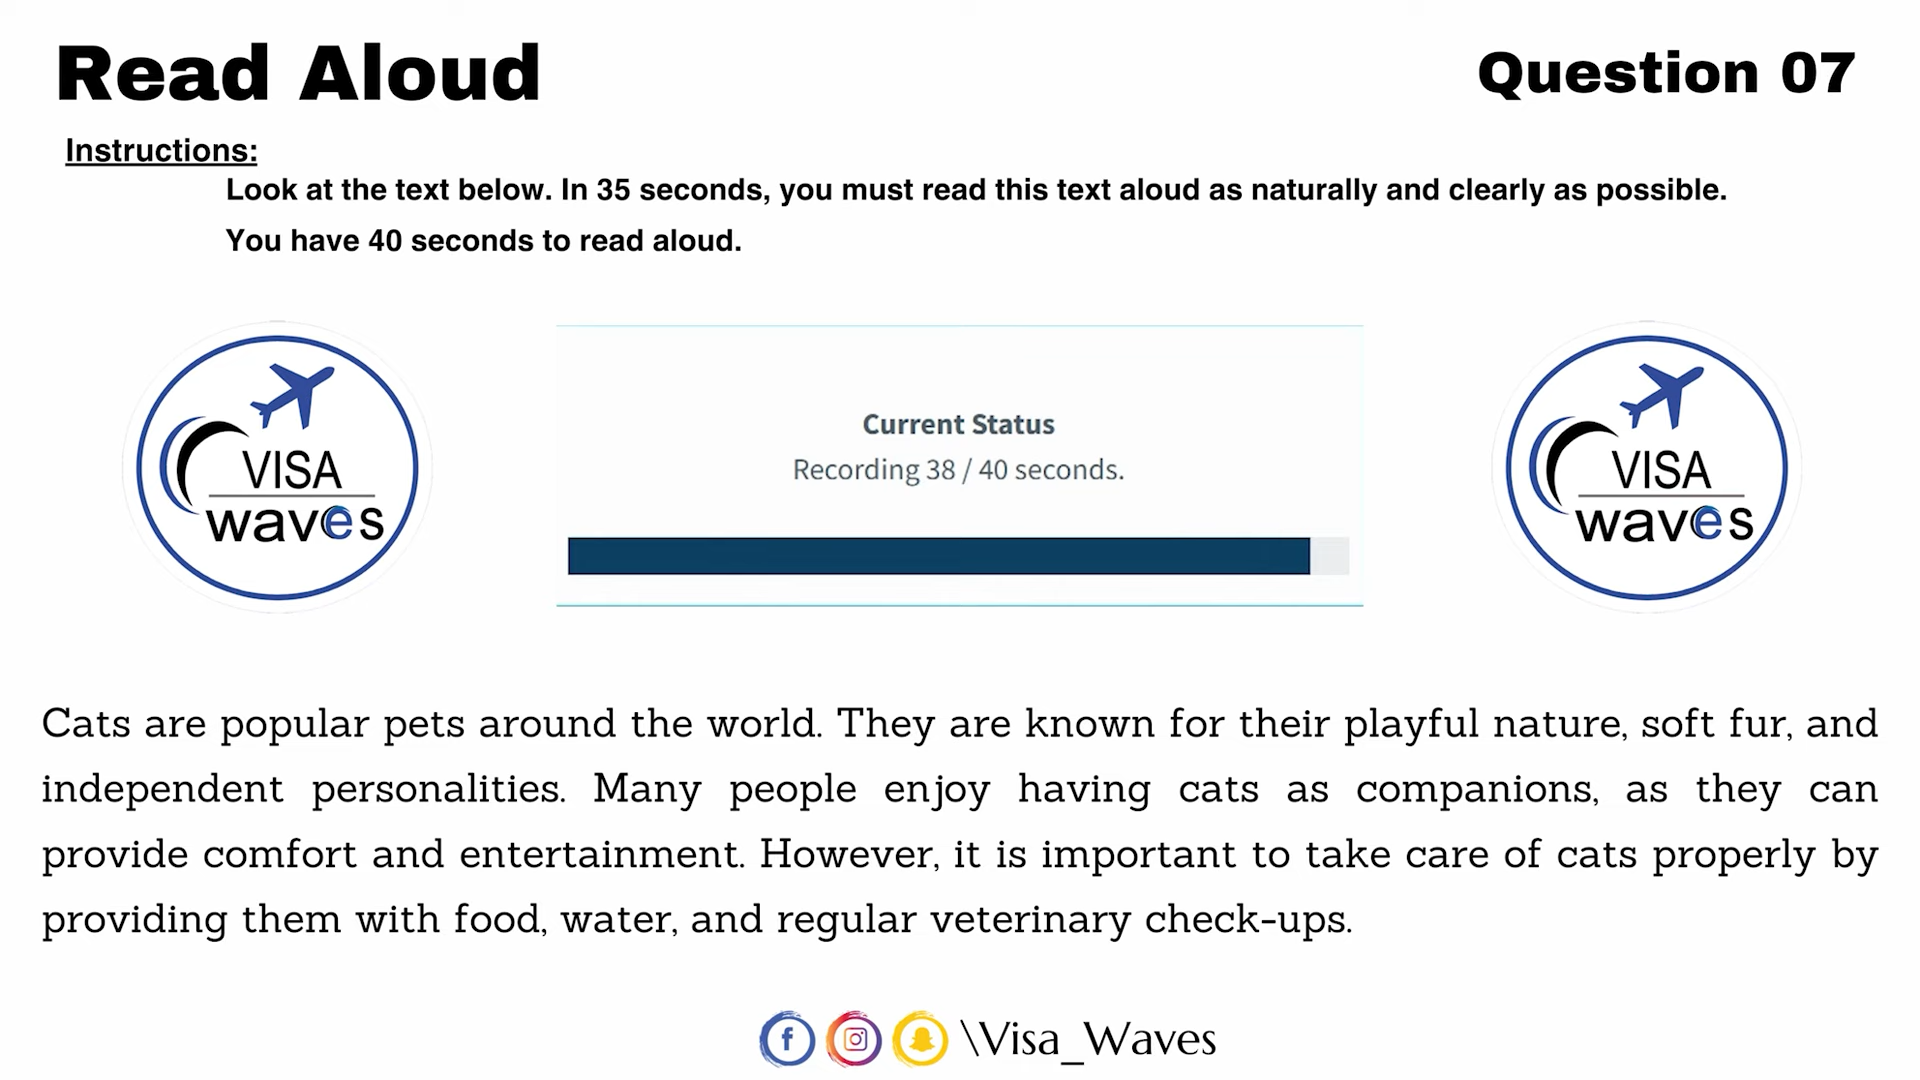 Read Aloud
Question 07
Instructions:
Look at the text below. In 35 seconds, you must read this text aloud as naturally and clearly as possible.
You have 40 seconds to read aloud.
VISA
waves
Current Status
Recording 38 / 40 seconds.
VISA
waves
Cats are popular pets around the world. They are known for their playful nature, soft fur, and
independent personalities. Many people enjoy having cats as companions, as they can
provide comfort and entertainment. However, it is important to take care of cats properly by
providing them with food, water, and regular veterinary check-ups.
\Visa_Waves